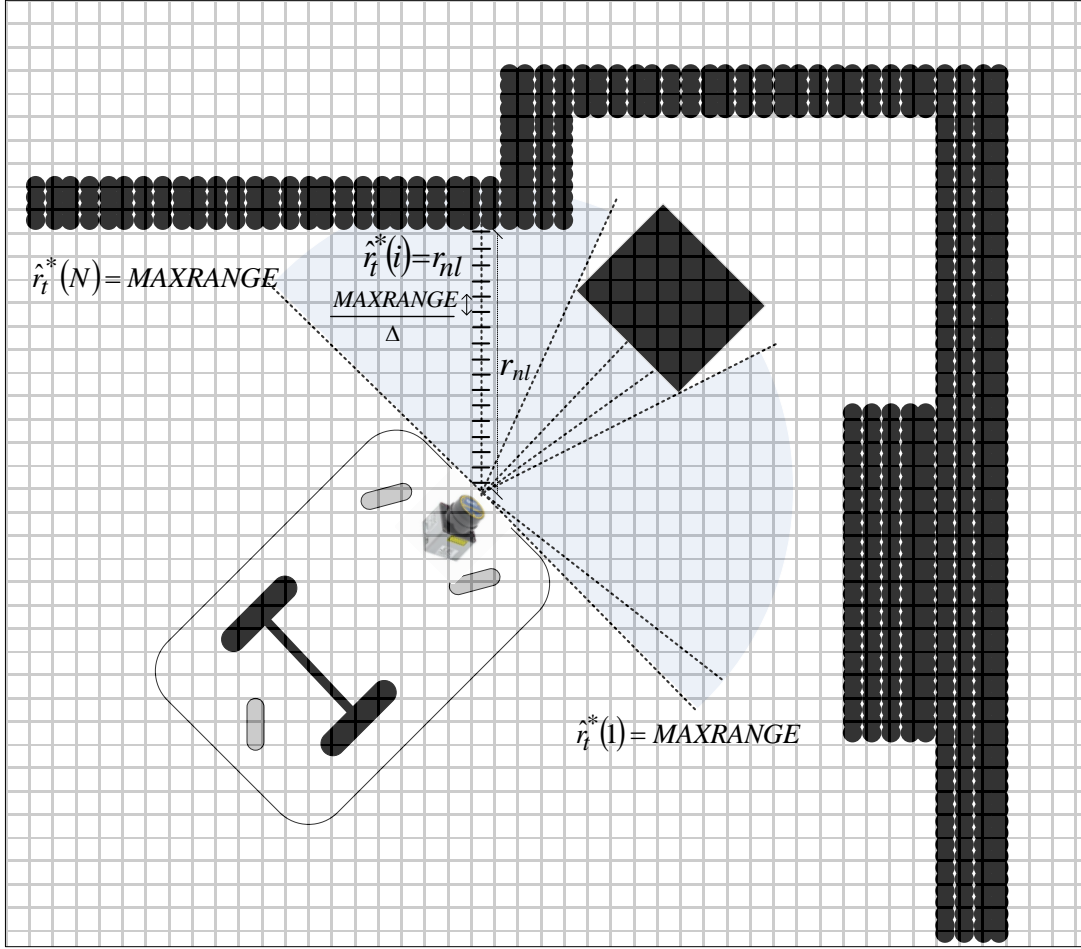 r̂ₜ*(i)=rₙₗ
r̂ₜ*(N) = MAXRANGE
MAXRANGE
Δ
rₙₗ
r̂ₜ*(1) = MAXRANGE